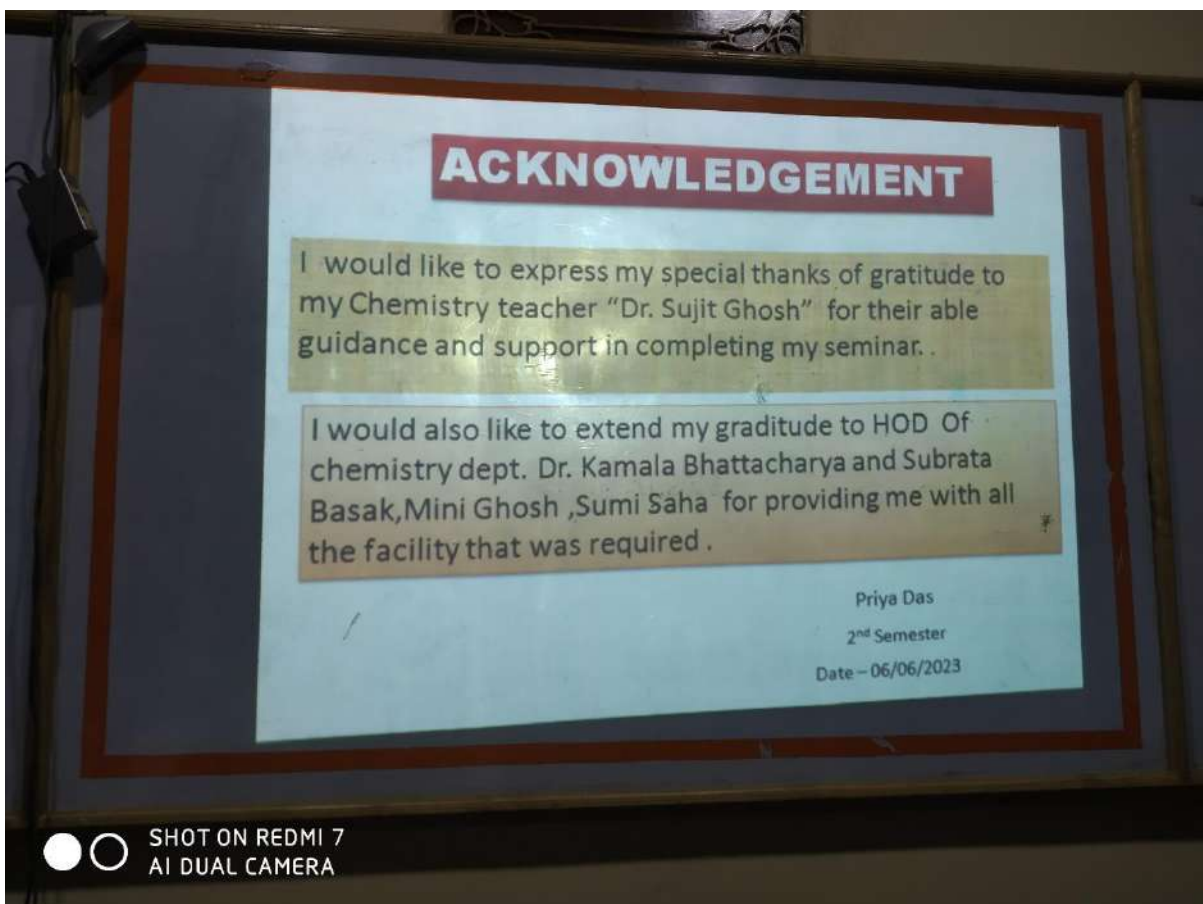 ACKNOWLEDGEMENT
I would like to express my special thanks of gratitude to
my Chemistry teacher “Dr. Sujit Ghosh” for their able
guidance and support in completing my seminar. .
I would also like to extend my graditude to HOD Of
chemistry dept. Dr. Kamala Bhattacharya and Subrata
Basak,Mini Ghosh ,Sumi Saha for providing me with all
the facility that was required .
Priya Das
2nd Semester
Date – 06/06/2023
SHOT ON REDMI 7
AI DUAL CAMERA